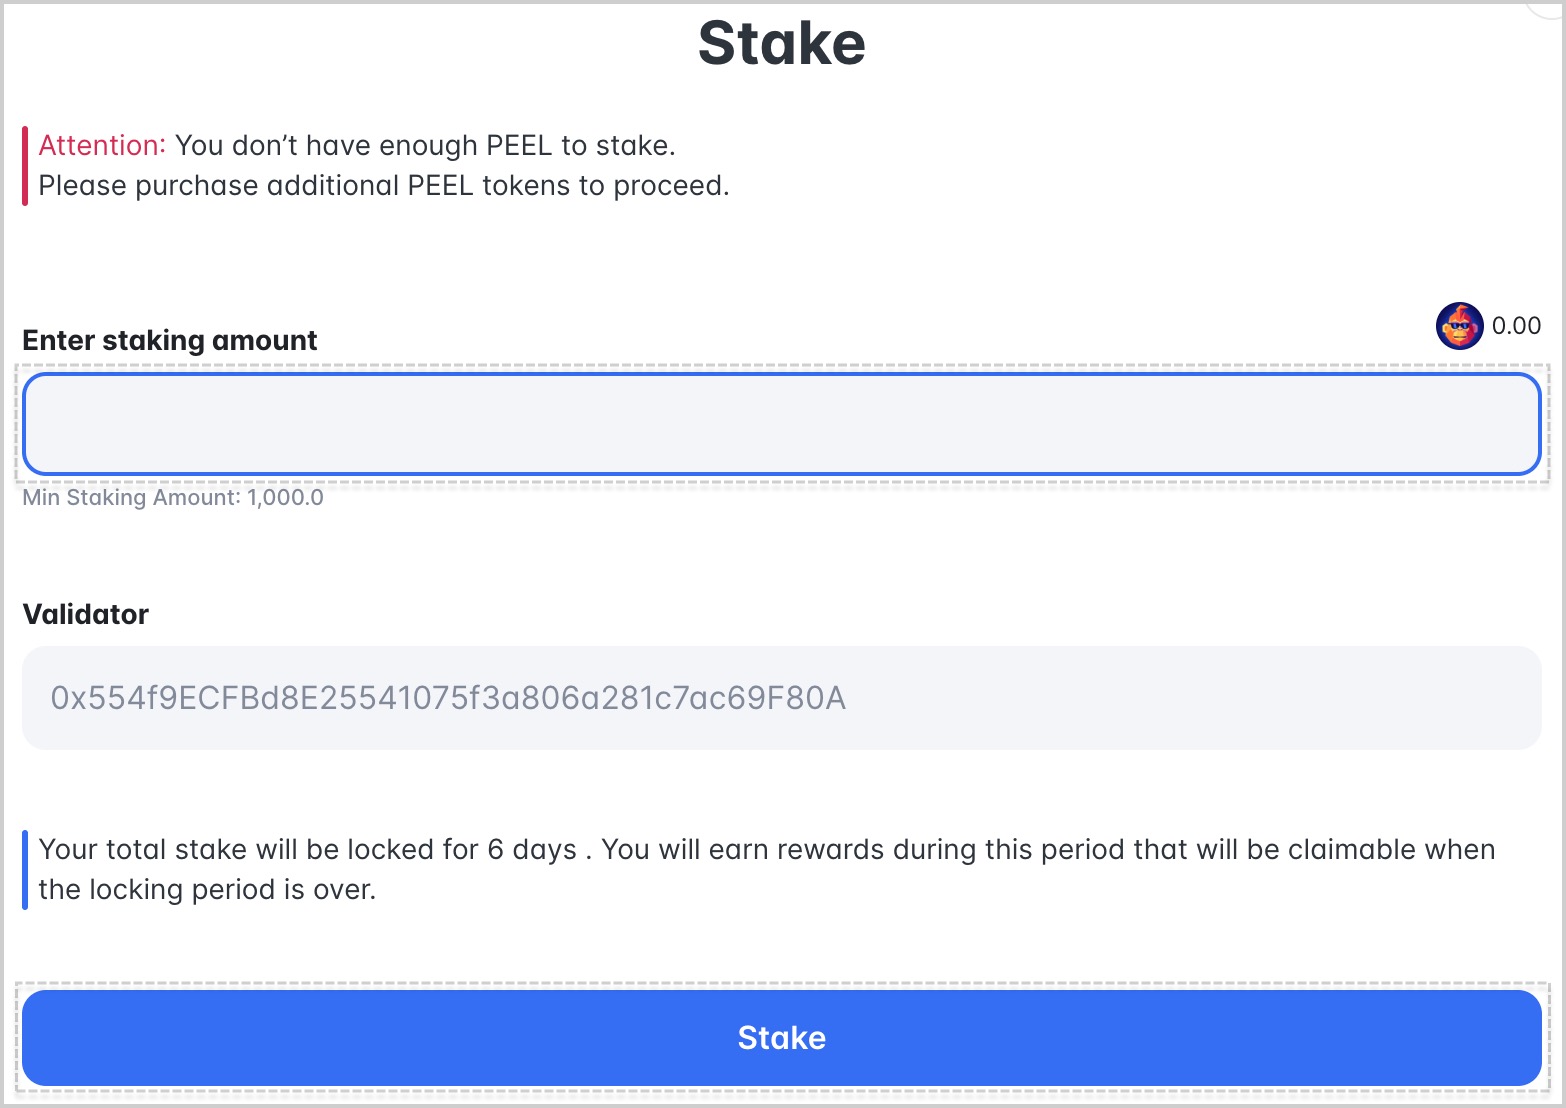 Stake
Attention: You don’t have enough PEEL to stake.
Please purchase additional PEEL tokens to proceed.
0.00
Enter staking amount
Min Staking Amount: 1,000.0
Validator
0x554f9ECFBd8E25541075f3a806a281c7ac69F80A
Your total stake will be locked for 6 days . You will earn rewards during this period that will be claimable when
the locking period is over.
Stake